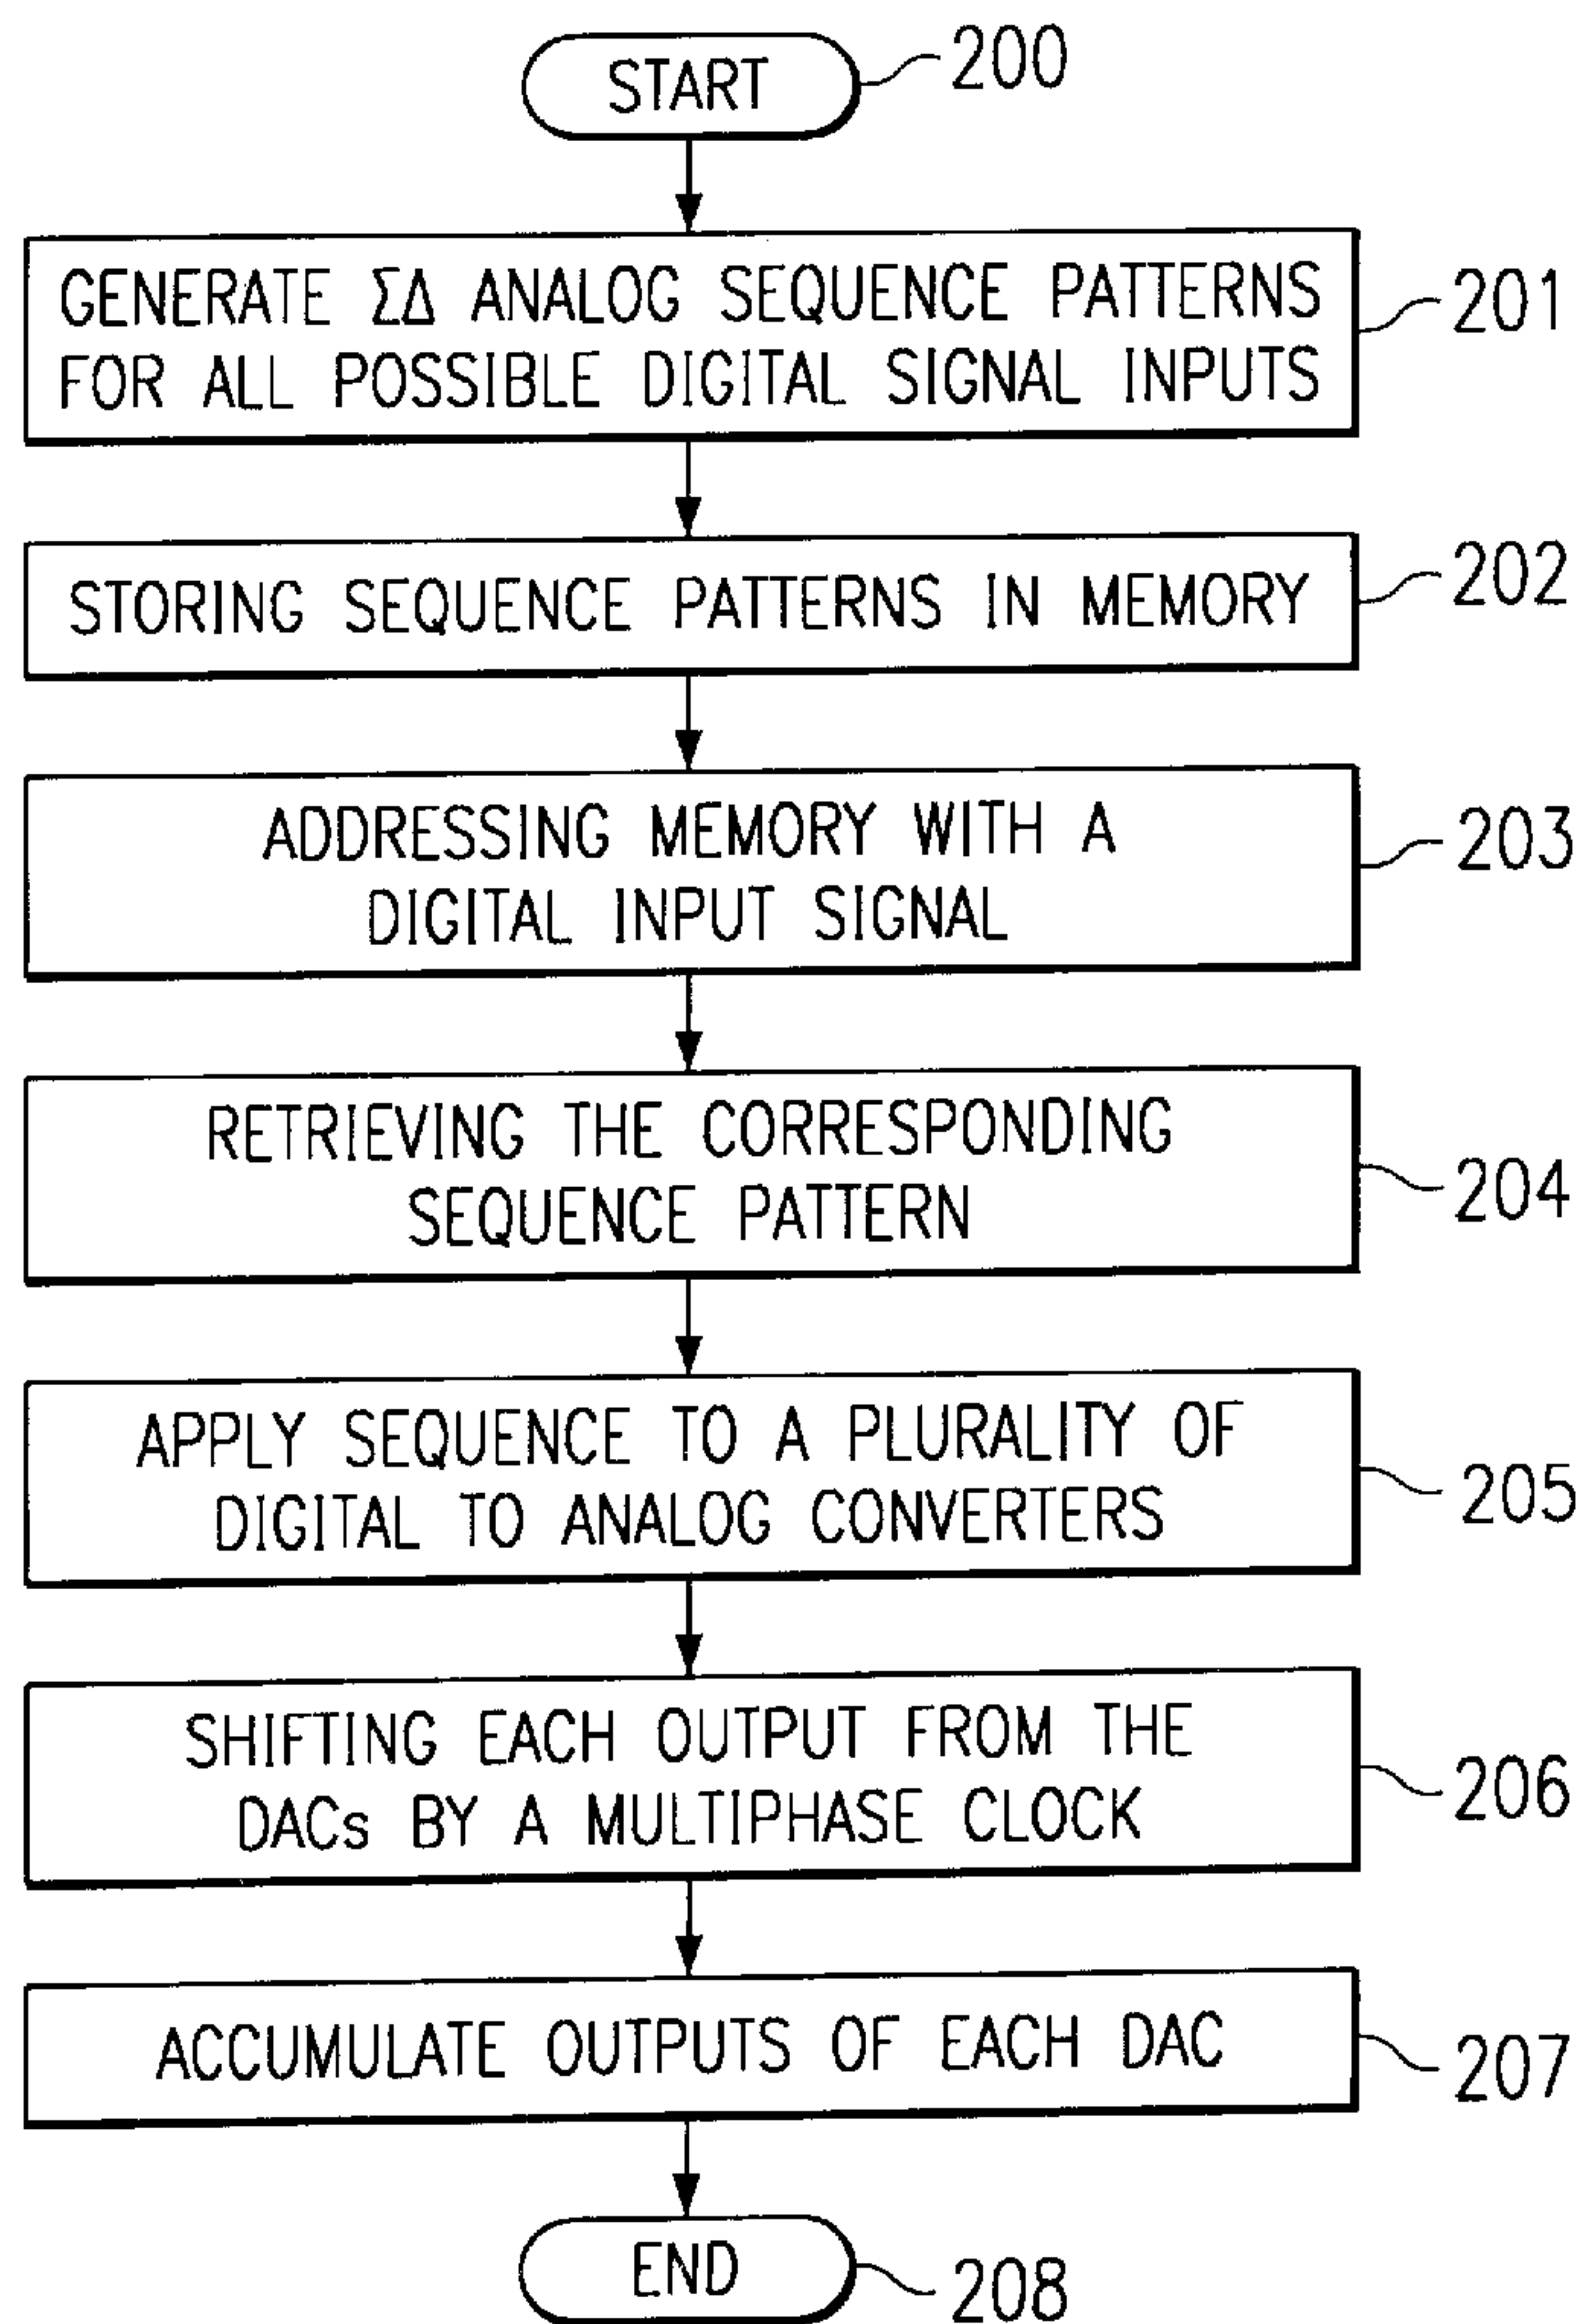 START
200
GENERATE ΣΔ ANALOG SEQUENCE PATTERNS
FOR ALL POSSIBLE DIGITAL SIGNAL INPUTS
201
STORING SEQUENCE PATTERNS IN MEMORY
202
ADDRESSING MEMORY WITH A
DIGITAL INPUT SIGNAL
203
RETRIEVING THE CORRESPONDING
SEQUENCE PATTERN
204
APPLY SEQUENCE TO A PLURALITY OF
DIGITAL TO ANALOG CONVERTERS
205
SHIFTING EACH OUTPUT FROM THE
DACs BY A MULTIPHASE CLOCK
206
ACCUMULATE OUTPUTS OF EACH DAC
207
END
208